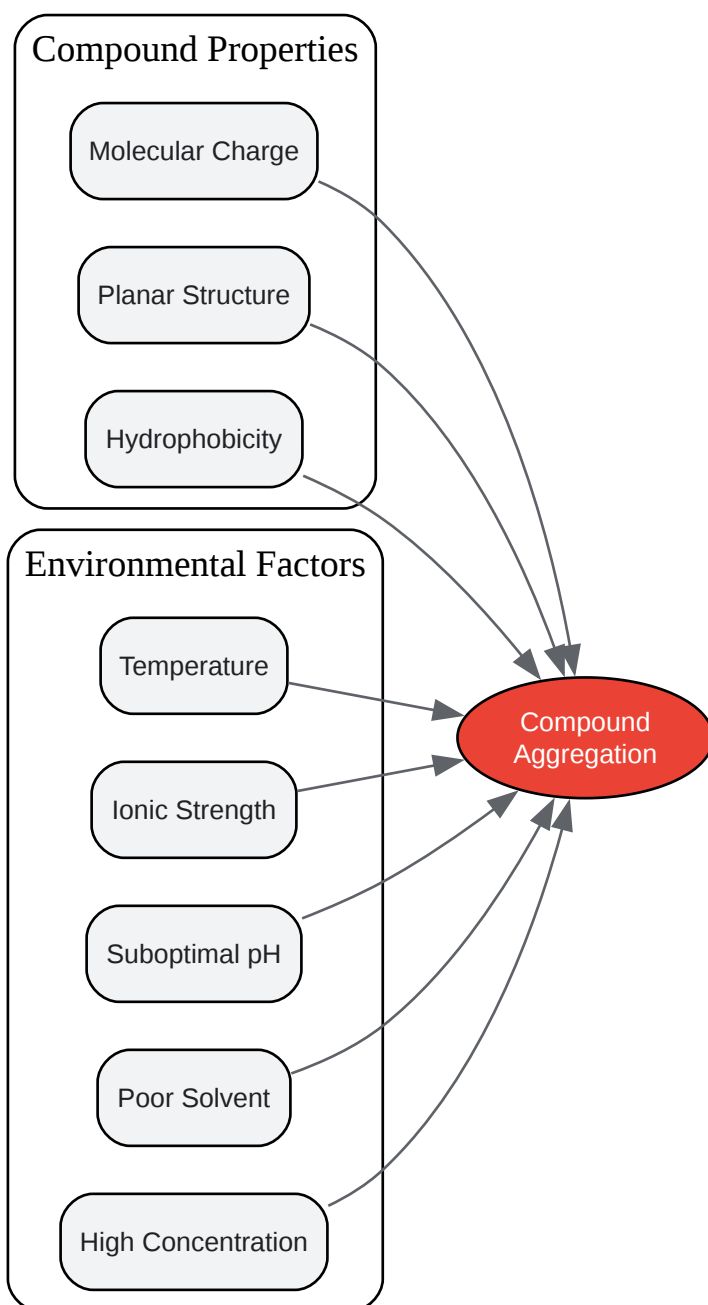 Compound Properties
Molecular Charge
Planar Structure
Hydrophobicity
Environmental Factors
Temperature
Ionic Strength
Suboptimal pH
Poor Solvent
High Concentration
Compound
Aggregation